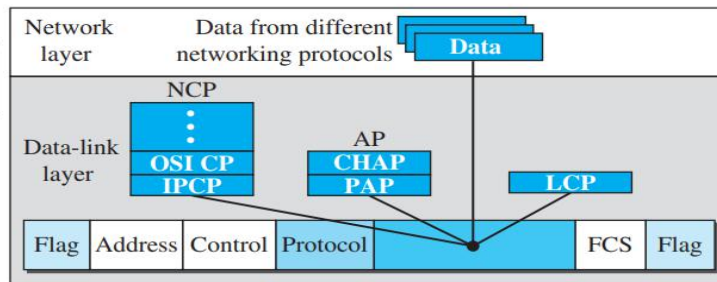 Network layer
Data from different networking protocols
Data
NCP
Data-link layer
OSI CP
IPCP
AP
CHAP
PAP
LCP
Flag Address Control Protocol FCS Flag